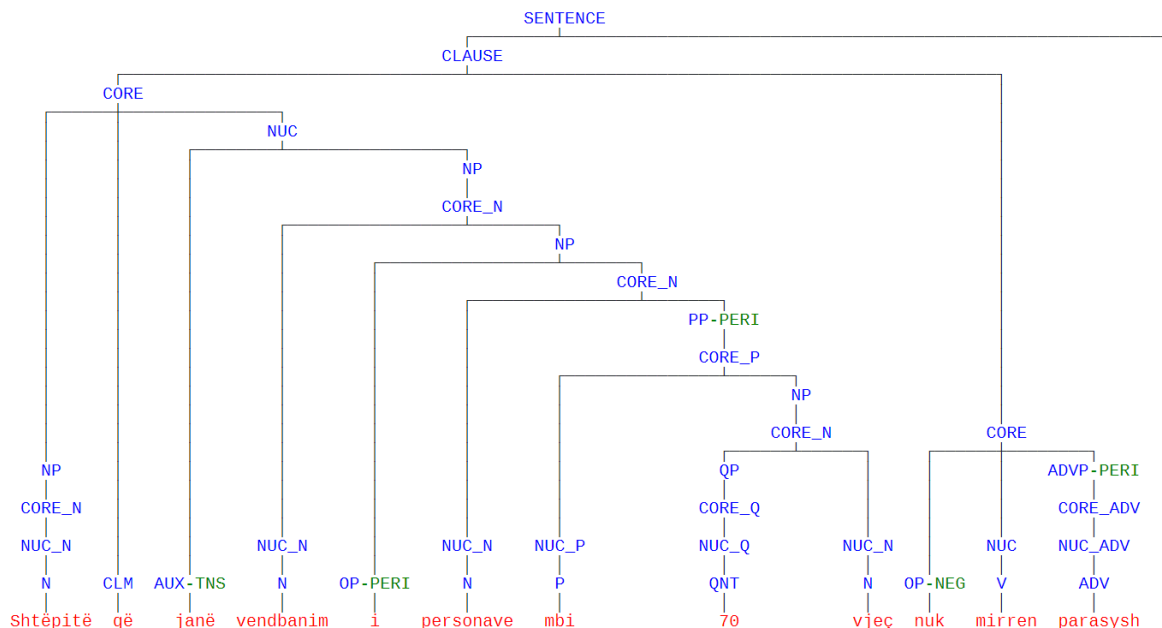 SENTENCE
CLAUSE
CORE
NUC
NP
CORE_N
NP
CORE_N
PP-PERI
CORE_P
NP
CORE_N CORE
NP QP ADVP-PERI
CORE_N CORE_Q CORE_ADV
NUC_N NUC_N NUC_N NUC_P NUC_Q NUC_N NUC NUC_ADV
N CLM AUX-TNS N OP-PERI N P QNT N OP-NEG V ADV
Shtëpitë që janë vendbanim i personave mbi 70 vjeç nuk mirren parasysh